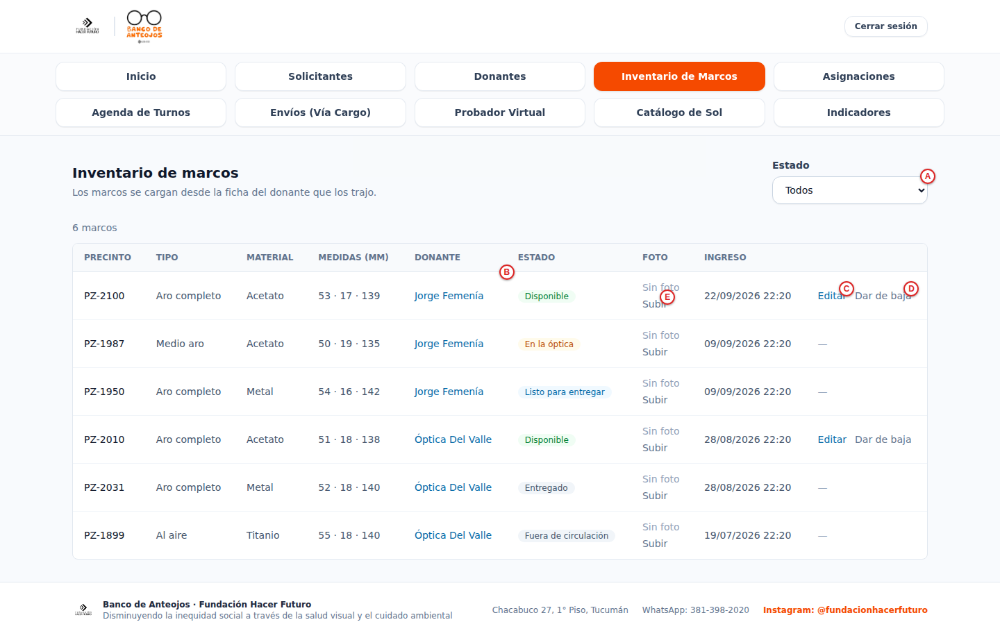 FUNDACIÓN
HACER FUTURO
BANCO DE
ANTEOJOS
Cerrar sesión
Inicio
Solicitantes
Donantes
Inventario de Marcos
Asignaciones
Agenda de Turnos
Envíos (Vía Cargo)
Probador Virtual
Catálogo de Sol
Indicadores
Inventario de marcos
Los marcos se cargan desde la ficha del donante que los trajo.
Estado
A
Todos
6 marcos
PRECINTO TIPO MATERIAL MEDIDAS (MM) DONANTE ESTADO FOTO INGRESO
B
PZ-2100 Aro completo Acetato 53 · 17 · 139 Jorge Femenía Disponible Sin foto 22/09/2026 22:20 Editar Dar de baja
C D
E
Subir
PZ-1987 Medio aro Acetato 50 · 19 · 135 Jorge Femenía En la óptica Sin foto 09/09/2026 22:20 —
Subir
PZ-1950 Aro completo Metal 54 · 16 · 142 Jorge Femenía Listo para entregar Sin foto 09/09/2026 22:20 —
Subir
PZ-2010 Aro completo Acetato 51 · 18 · 138 Óptica Del Valle Disponible Sin foto 28/08/2026 22:20 Editar Dar de baja
Subir
PZ-2031 Aro completo Metal 52 · 18 · 140 Óptica Del Valle Entregado Sin foto 28/08/2026 22:20 —
Subir
PZ-1899 Al aire Titanio 55 · 18 · 140 Óptica Del Valle Fuera de circulación Sin foto 19/07/2026 22:20 —
Subir
HACER FUTURO
Banco de Anteojos · Fundación Hacer Futuro
Disminuyendo la inequidad social a través de la salud visual y el cuidado ambiental
Chacabuco 27, 1° Piso, Tucumán
WhatsApp: 381-398-2020
Instagram: @fundacionhacerfuturo